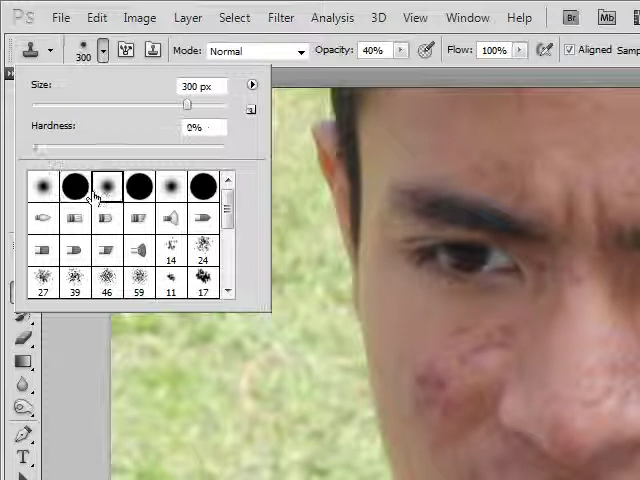 Ps File Edit Image Layer Select Filter Analysis 3D View Window Help Br Mb
300 Mode: Normal Opacity: 40% Flow: 100% Aligned Samp
Size: 300 px
Hardness: 0%
14 24
27 39 46 59 11 17
T